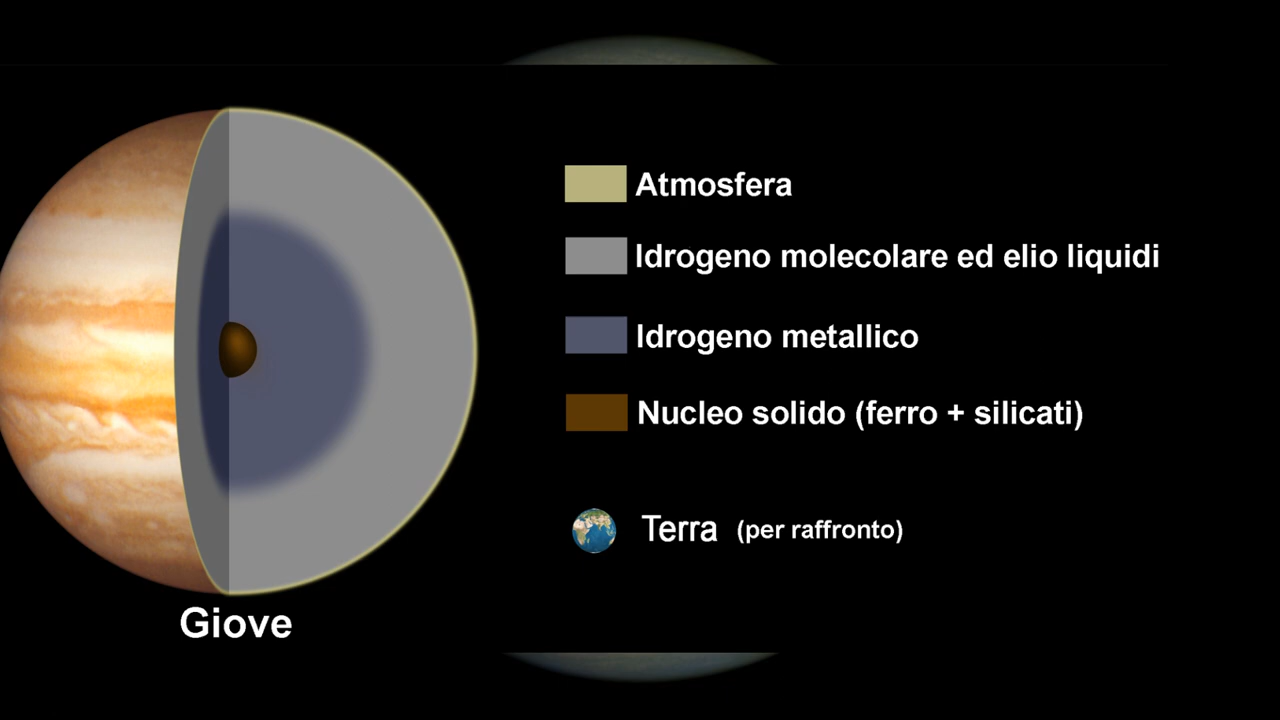 Atmosfera
Idrogeno molecolare ed elio liquidi
Idrogeno metallico
Nucleo solido (ferro + silicati)
Terra (per raffronto)
Giove